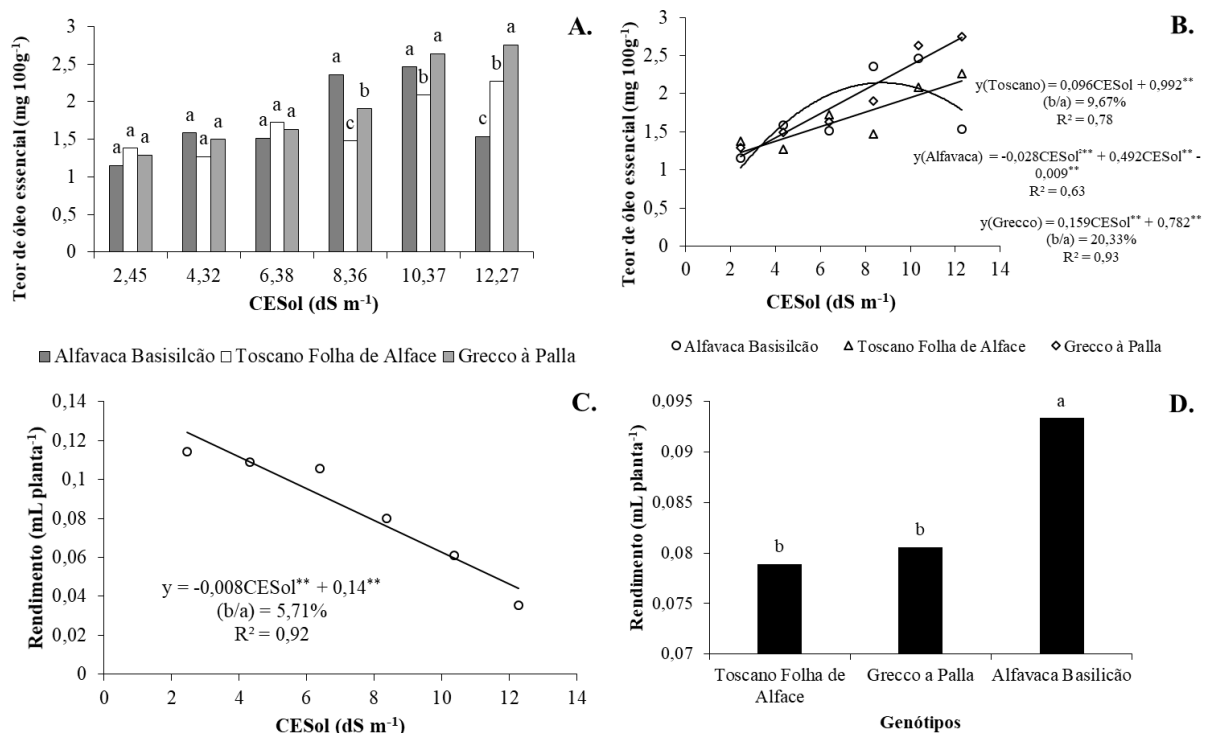 A.
Teor de óleo essencial (mg 100g⁻¹)
3
2,5
2
1,5
1
0,5
0
a a a
a a a
a a a
a c b
a b a
c b a
2,45 4,32 6,38 8,36 10,37 12,27
CESol (dS m⁻¹)
Alfavaca Basisilcão Toscano Folha de Alface Grecco à Palla
B.
Teor de óleo essencial (mg 100g⁻¹)
3
2,5
2
1,5
1
0,5
0
y(Toscano) = 0,096CESol + 0,992**
(b/a) = 9,67%
R² = 0,78
y(Alfavaca) = -0,028CESol²** + 0,492CESol** -
0,009**
R² = 0,63
y(Grecco) = 0,159CESol** + 0,782**
(b/a) = 20,33%
R² = 0,93
0 2 4 6 8 10 12 14
CESol (dS m⁻¹)
Alfavaca Basisilcão Toscano Folha de Alface Grecco à Palla
C.
Rendimento (mL planta⁻¹)
0,14
0,12
0,1
0,08
0,06
0,04
0,02
0
y = -0,008CESol** + 0,14**
(b/a) = 5,71%
R² = 0,92
0 2 4 6 8 10 12 14
CESol (dS m⁻¹)
D.
Rendimento (mL planta⁻¹)
0,095
0,09
0,085
0,08
0,075
0,07
b b a
Toscano Folha de
Alface
Grecco a Palla
Alfavaca Basilicão
Genótipos